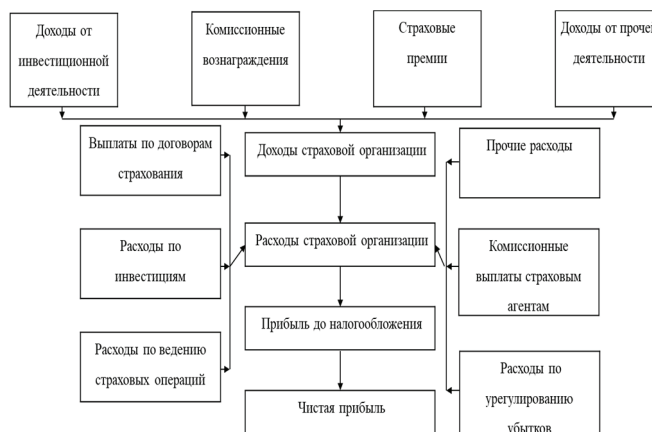 Доходы от
инвестиционной
деятельности
Комиссионные
вознаграждения
Страховые
премии
Доходы от прочей
деятельности
Выплаты по договорам
страхования
Доходы страховой организации
Прочие расходы
Расходы по
инвестициям
Расходы страховой организации
Комиссионные
выплаты страховым
агентам
Прибыль до налогообложения
Расходы по ведению
страховых операций
Чистая прибыль
Расходы по
урегулированию
убытков